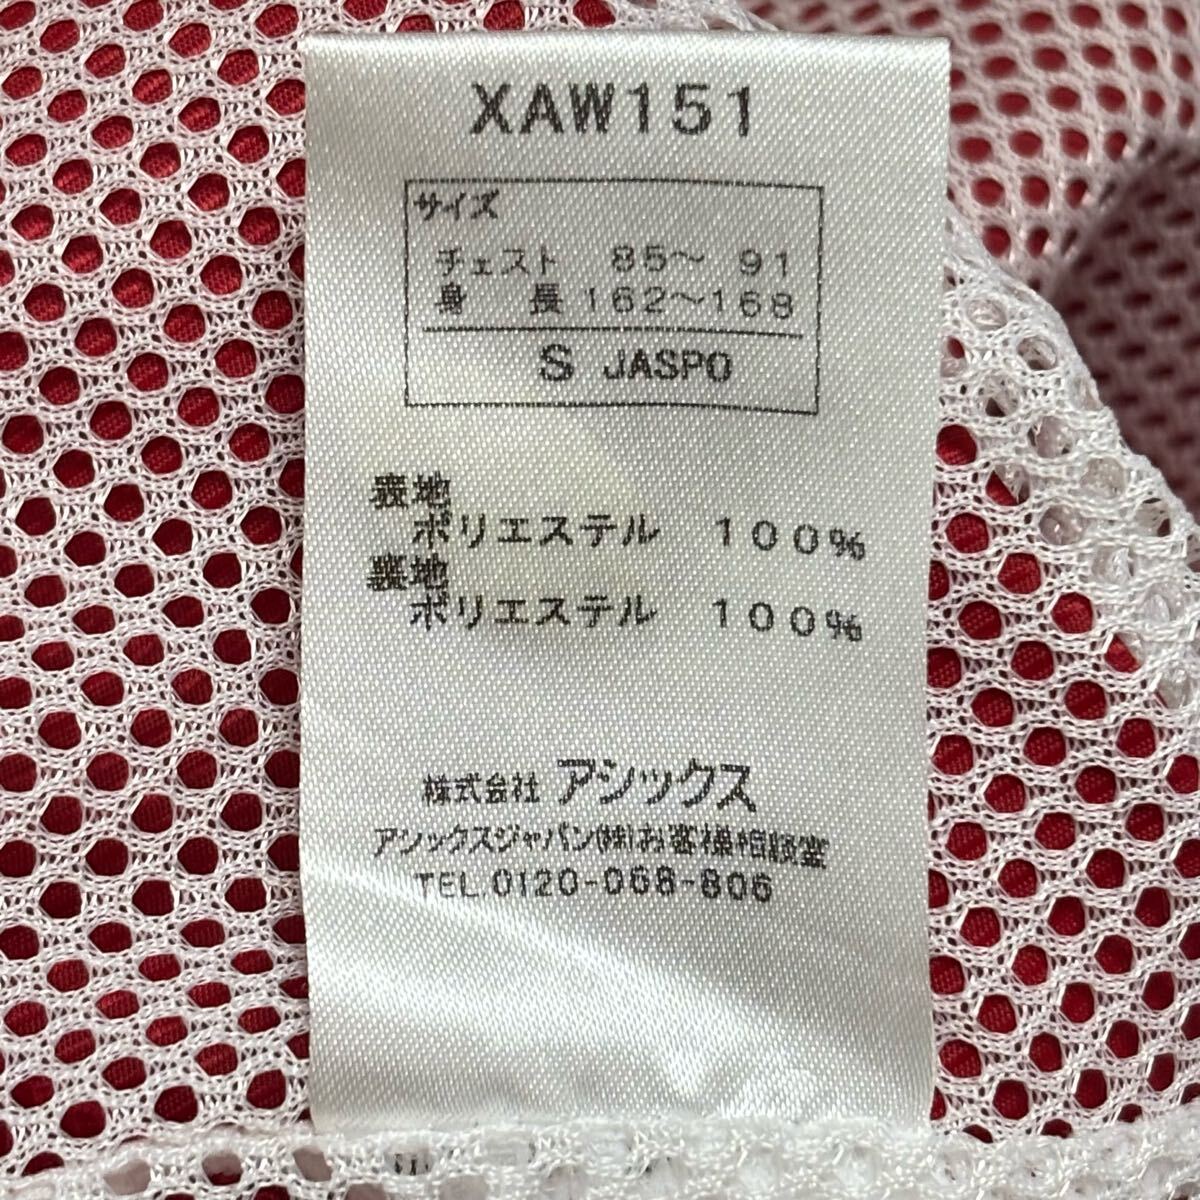 XAW151
サイズ
チェスト 85〜 91
身 長 162〜168
S JASPO
表地
ポリエステル 100%
裏地
ポリエステル 100%
株式会社 アシックス
アシックスジャパン(株)お客様相談室
TEL.0120-068-806